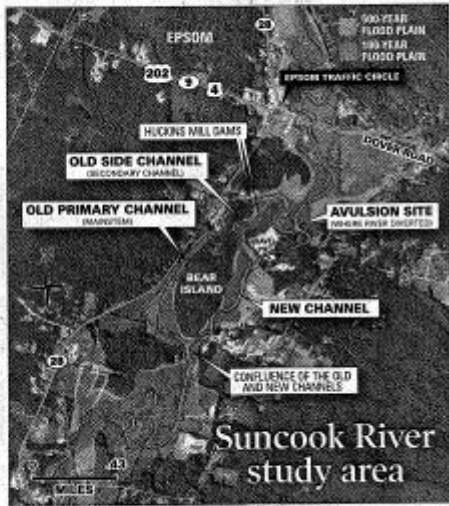 28
500-YEAR
FLOOD PLAIN
100-YEAR
FLOOD PLAIN
EPSOM
202
9
4
EPSOM TRAFFIC CIRCLE
HUCKINS MILL DAMS
DOVER ROAD
OLD SIDE CHANNEL
(SECONDARY CHANNEL)
OLD PRIMARY CHANNEL
(MAINSTEM)
AVULSION SITE
(WHERE RIVER DIVERTED)
BEAR
ISLAND
NEW CHANNEL
28
CONFLUENCE OF THE OLD
AND NEW CHANNELS
Suncook River
study area
0 .43
MILES